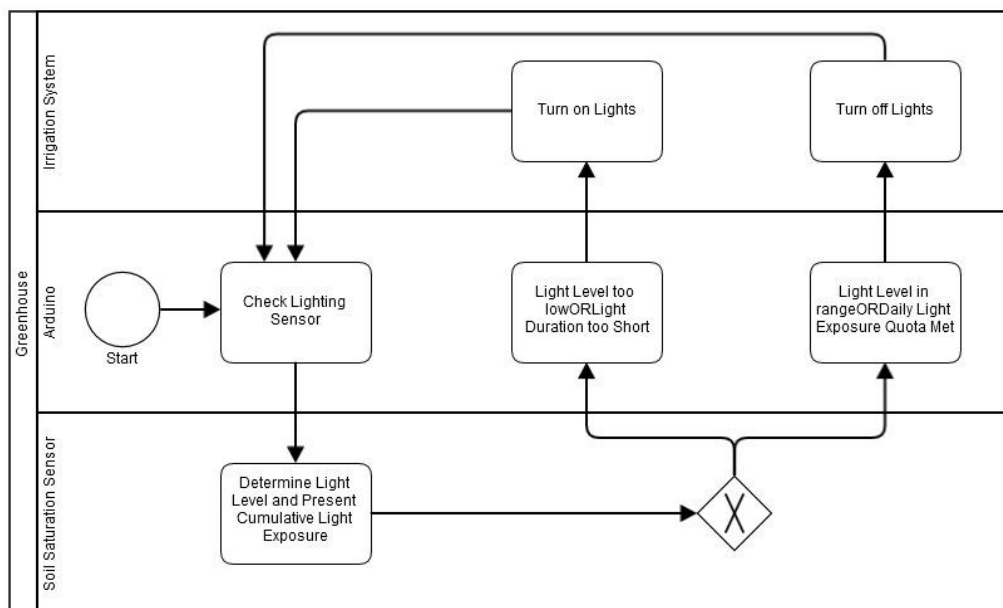 Greenhouse
Irrigation System
Turn on Lights
Turn off Lights
Arduino
Start
Check Lighting
Sensor
Light Level too
lowORLight
Duration too Short
Light Level in
rangeORDaily Light
Exposure Quota Met
Soil Saturation Sensor
Determine Light
Level and Present
Cumulative Light
Exposure